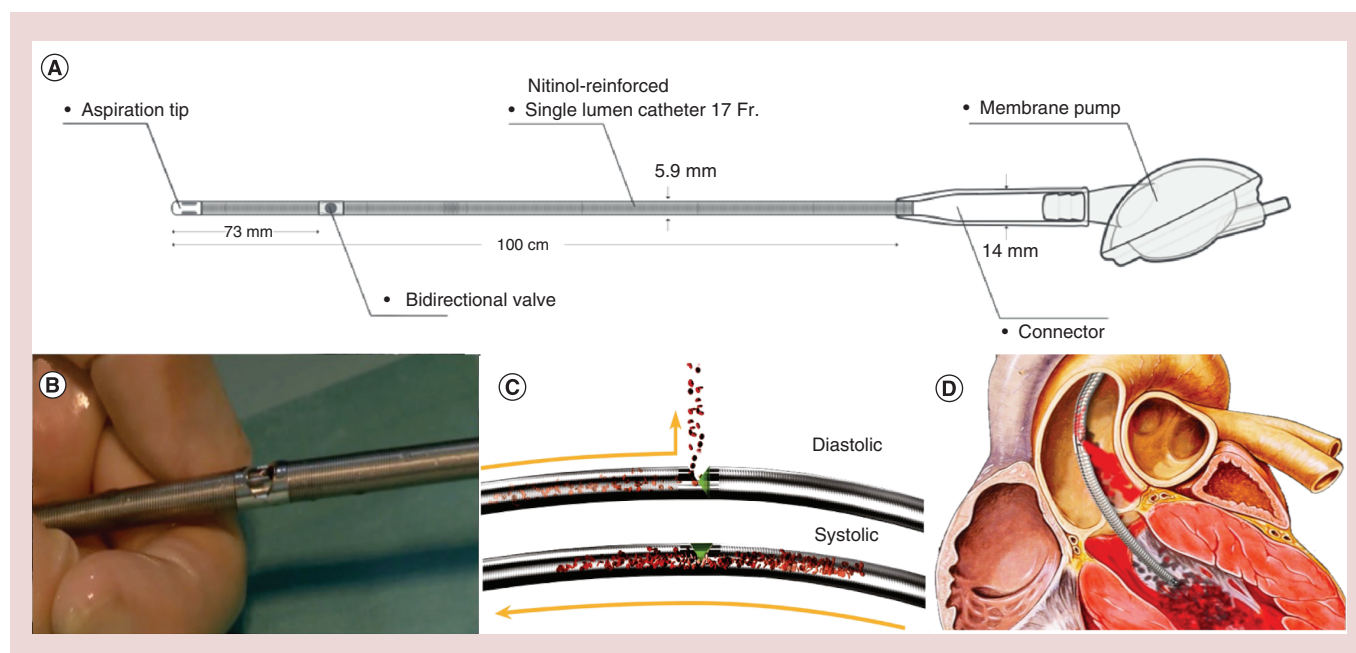 A
Nitinol-reinforced
• Aspiration tip
• Single lumen catheter 17 Fr.
• Membrane pump
5.9 mm
73 mm
100 cm
14 mm
• Bidirectional valve
• Connector
B
C
Diastolic
Systolic
D